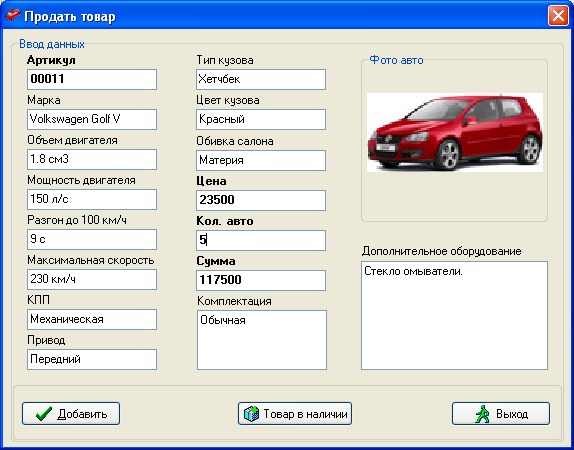 Продать товар
Ввод данных
Артикул
00011
Марка
Volkswagen Golf V
Объем двигателя
1.8 см3
Мощность двигателя
150 л/с
Разгон до 100 км/ч
9 с
Максимальная скорость
230 км/ч
КПП
Механическая
Привод
Передний
Тип кузова
Хетчбек
Цвет кузова
Красный
Обивка салона
Материя
Цена
23500
Кол. авто
5
Сумма
117500
Комплектация
Обычная
Фото авто
Дополнительное оборудование
Стекло омыватели.
Добавить
Товар в наличии
Выход